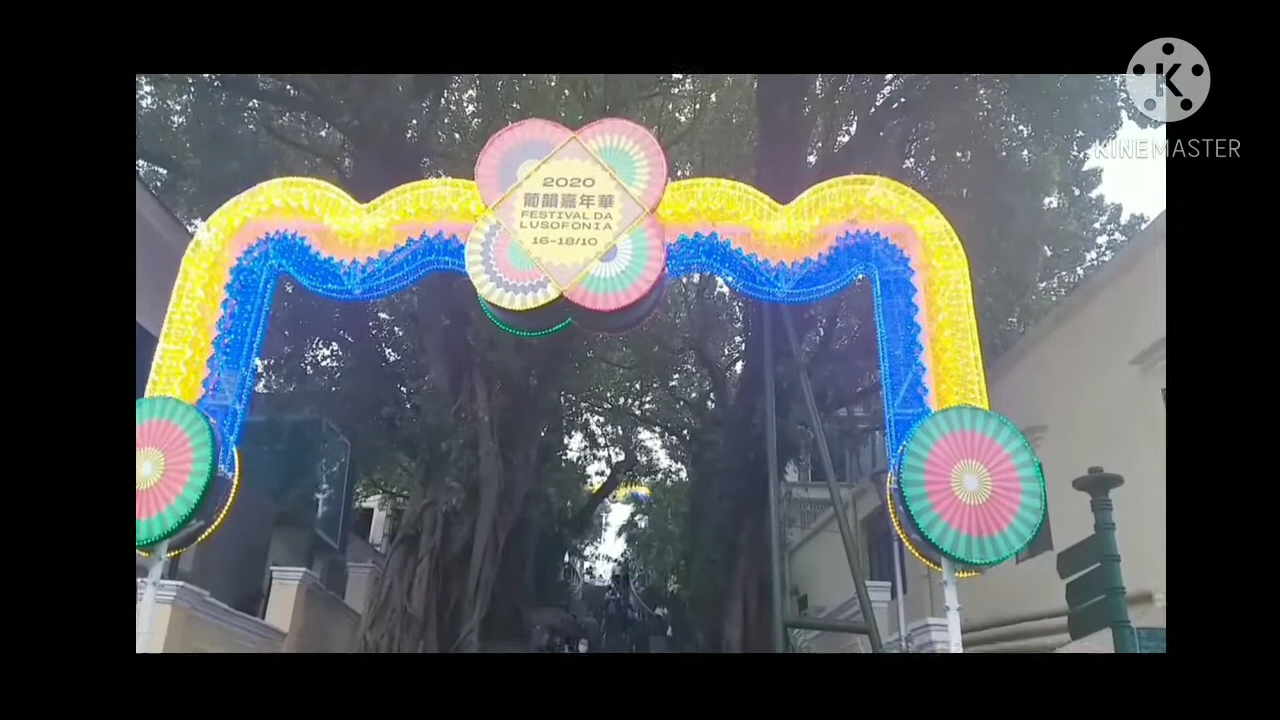 2020
葡韻嘉年華
FESTIVAL DA
LUSOFONIA
16-18/10
K
KINEMASTER